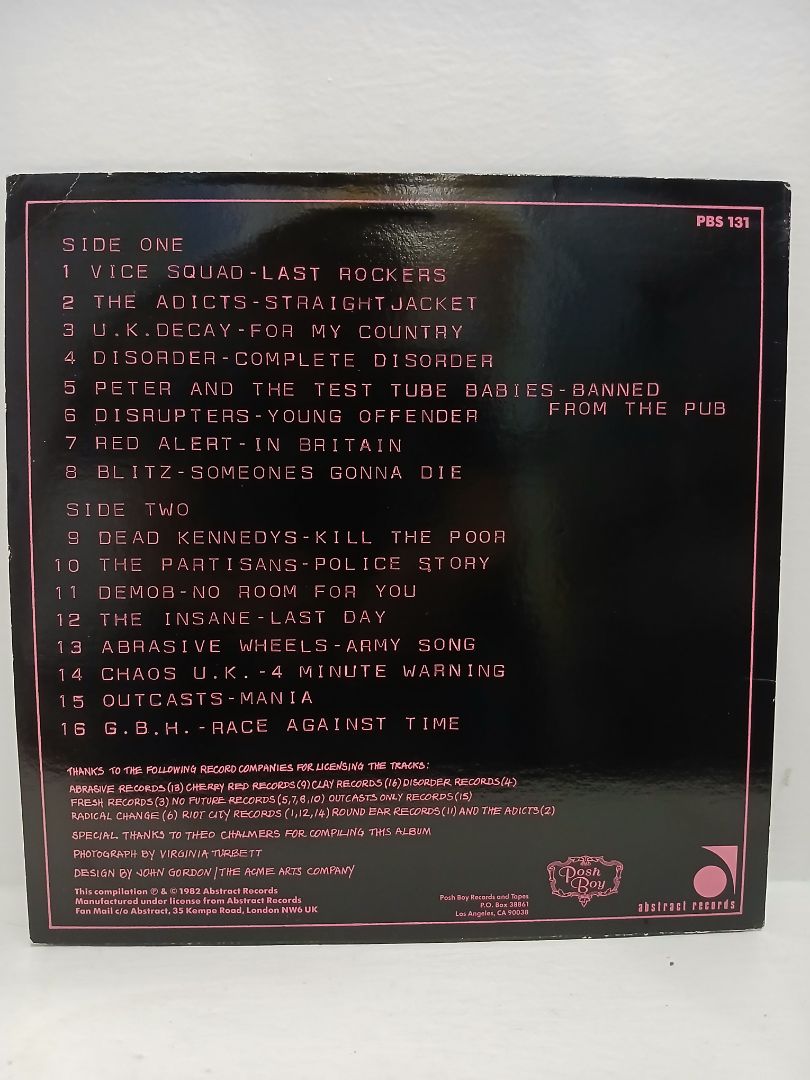 PBS 131
SIDE ONE
1 VICE SQUAD-LAST ROCKERS
2 THE ADICTS-STRAIGHTJACKET
3 U.K.DECAY-FOR MY COUNTRY
4 DISORDER-COMPLETE DISORDER
5 PETER AND THE TEST TUBE BABIES-BANNED
FROM THE PUB
6 DISRUPTERS-YOUNG OFFENDER
7 RED ALERT-IN BRITAIN
8 BLITZ-SOMEONES GONNA DIE
SIDE TWO
9 DEAD KENNEDYS-KILL THE POOR
10 THE PARTISANS-POLICE STORY
11 DEMOB-NO ROOM FOR YOU
12 THE INSANE-LAST DAY
13 ABRASIVE WHEELS-ARMY SONG
14 CHAOS U.K.-4 MINUTE WARNING
15 OUTCASTS-MANIA
16 G.B.H.-RACE AGAINST TIME
THANKS TO THE FOLLOWING RECORD COMPANIES FOR LICENSING THE TRACKS:
ABRASIVE RECORDS(13) CHERRY RED RECORDS(9) CLAY RECORDS(16) DISORDER RECORDS(4)
FRESH RECORDS(3) NO FUTURE RECORDS(5,7,8,10) OUTCASTS ONLY RECORDS(15)
RADICAL CHANGE(6) RIOT CITY RECORDS(1,12,14) ROUND EAR RECORDS(11) AND THE ADICTS(2)
SPECIAL THANKS TO THEO CHALMERS FOR COMPILING THIS ALBUM
PHOTOGRAPH BY VIRGINIA TURBETT
DESIGN BY JOHN GORDON/THE ACME ARTS COMPANY
This compilation ℗ & © 1982 Abstract Records
Manufactured under license from Abstract Records
Fan Mail c/o Abstract, 35 Kempe Road, London NW6 UK
Posh Boy Records and Tapes
P.O. Box 38861
Los Angeles, CA 90038
Posh
Boy
abstract records